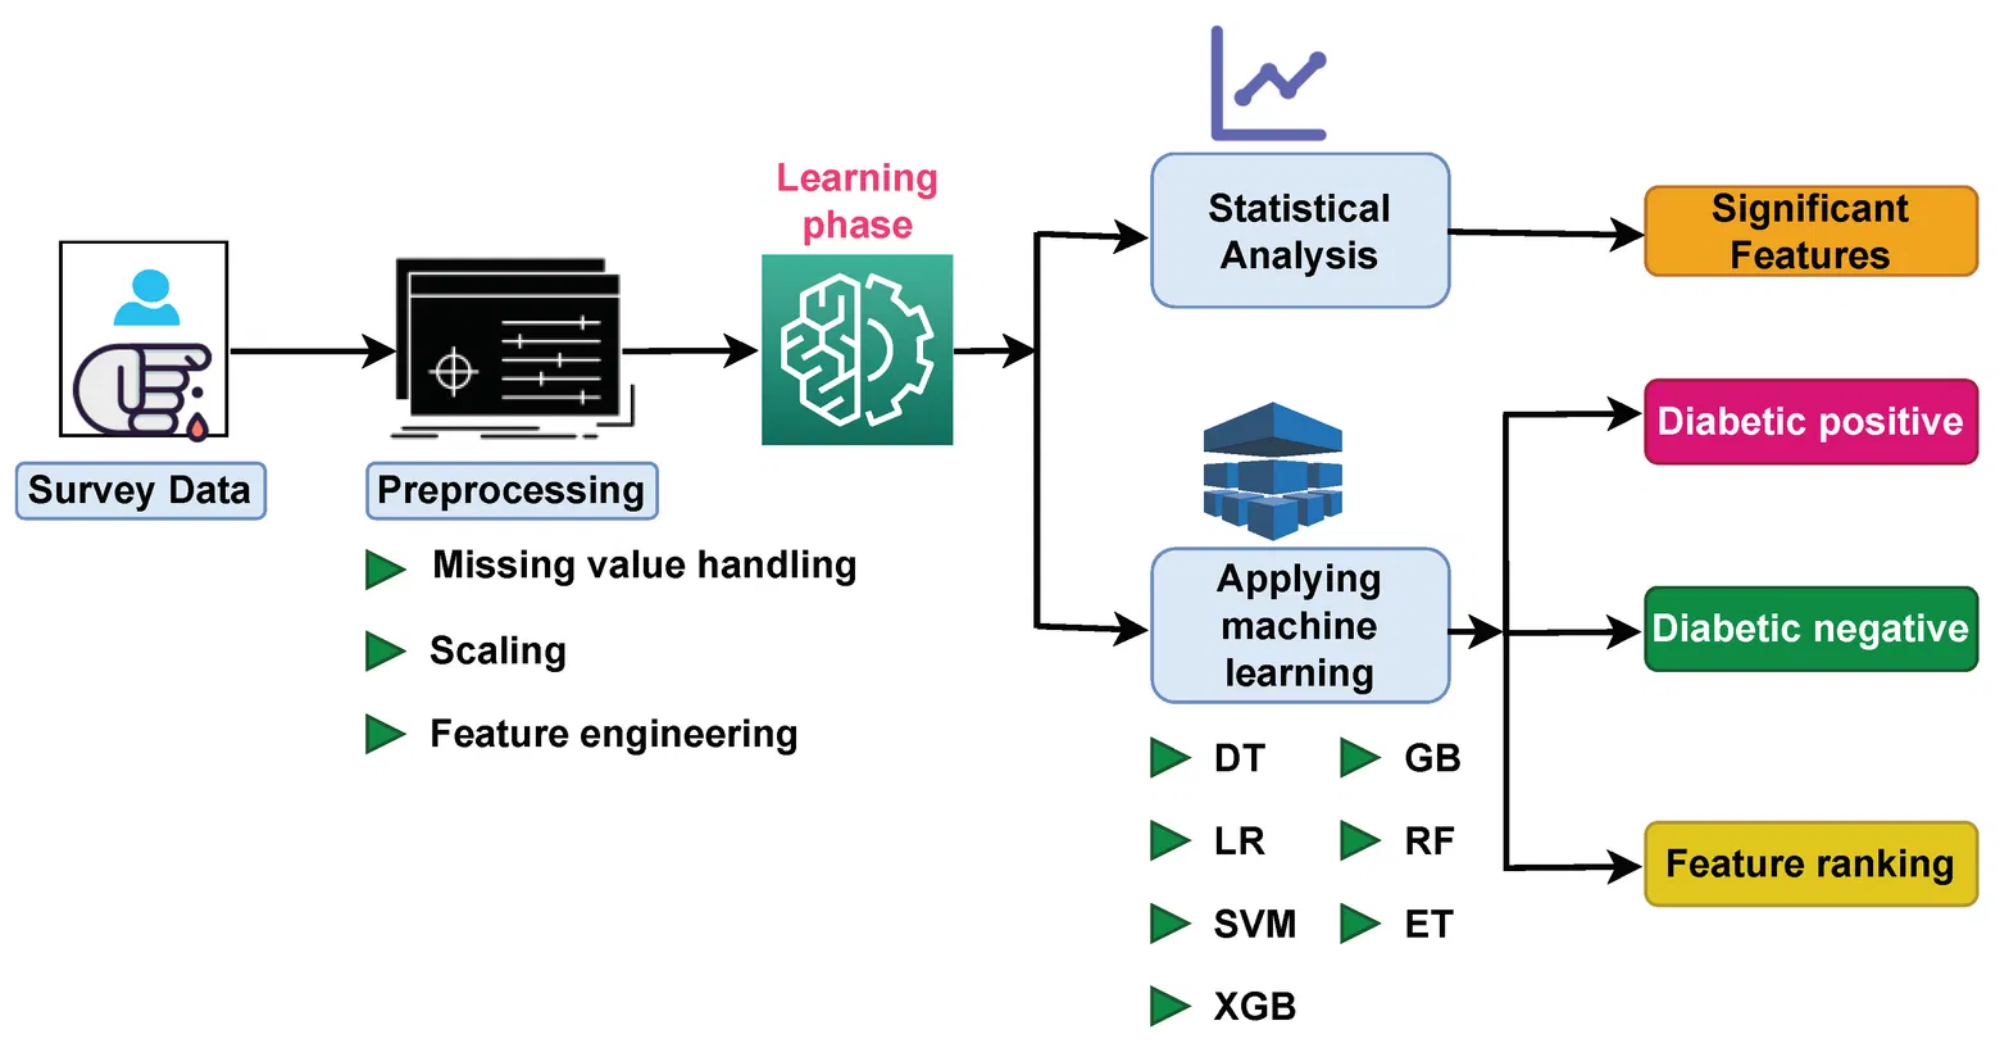 Learning
phase
Survey Data
Preprocessing
Missing value handling
Scaling
Feature engineering
Statistical
Analysis
Significant
Features
Applying
machine
learning
DT
GB
LR
RF
SVM
ET
XGB
Diabetic positive
Diabetic negative
Feature ranking